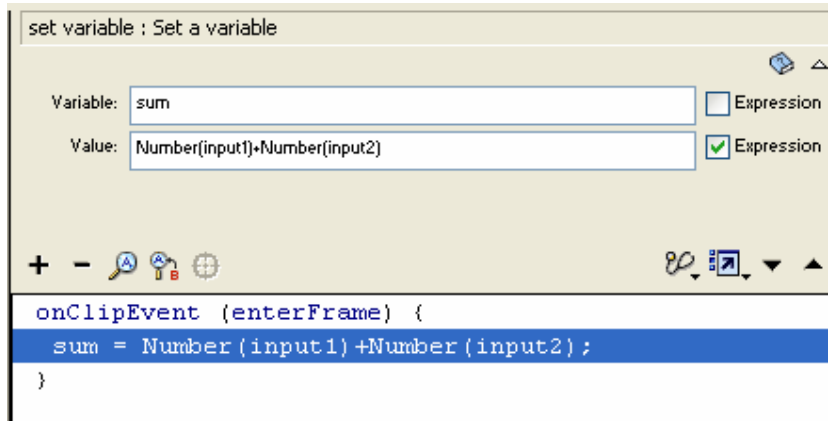 set variable : Set a variable
Variable: sum Expression
Value: Number(input1)+Number(input2) Expression
onClipEvent (enterFrame) {
sum = Number(input1)+Number(input2);
}